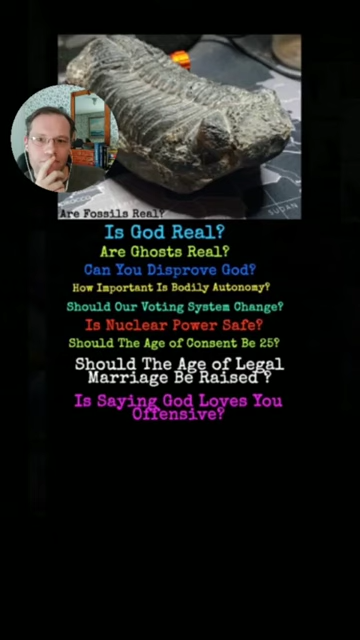 SUDAN
Are Fossils Real?
Is God Real?
Are Ghosts Real?
Can You Disprove God?
How Important Is Bodily Autonomy?
Should Our Voting System Change?
Is Nuclear Power Safe?
Should The Age of Consent Be 25?
Should The Age of Legal
Marriage Be Raised ?
Is Saying God Loves You
Offensive?